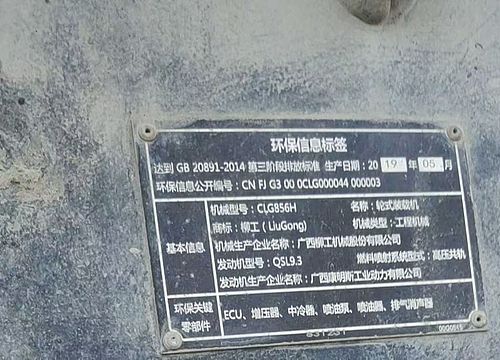 环保信息标签
达到 GB 20891-2014 第三阶段排放标准 生产日期：20 19 年 05 月
环保信息公开编号：CN FJ G3 00 0CLG000044 000003
基本信息
机械型号：CLG856H 名称：轮式装载机
商标：柳工（LiuGong） 机械类型：工程机械
机械生产企业名称：广西柳工机械股份有限公司
发动机型号：QSL9.3 燃料喷射系统型式：高压共轨
发动机生产企业名称：广西康明斯工业动力有限公司
环保关键
零部件
ECU、增压器、中冷器、喷油泵、喷油器、排气消声器